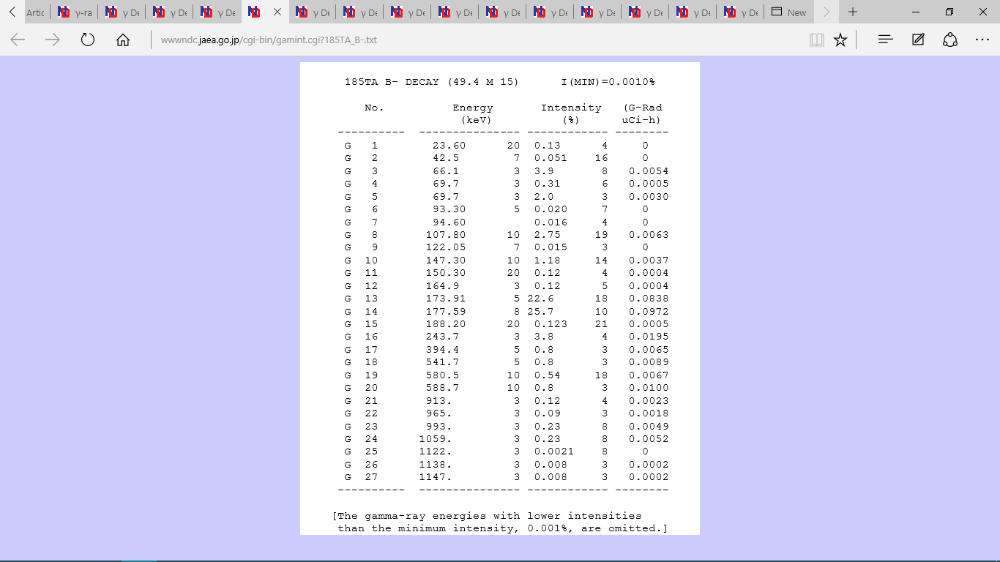 Artic γ-ra γ De γ De γ De γ De γ De γ De γ De γ De γ De γ De γ De γ De New
wwwndc.jaea.go.jp/cgi-bin/gamint.cgi?185TA_B-.txt
185TA B- DECAY (49.4 M 15) I(MIN)=0.0010%
No. Energy Intensity (G-Rad
(keV) (%) uCi-h)
---------- --------------- ------------ --------
G 1 23.60 20 0.13 4 0
G 2 42.5 7 0.051 16 0
G 3 66.1 3 3.9 8 0.0054
G 4 69.7 3 0.31 6 0.0005
G 5 69.7 3 2.0 3 0.0030
G 6 93.30 5 0.020 7 0
G 7 94.60 0.016 4 0
G 8 107.80 10 2.75 19 0.0063
G 9 122.05 7 0.015 3 0
G 10 147.30 10 1.18 14 0.0037
G 11 150.30 20 0.12 4 0.0004
G 12 164.9 3 0.12 5 0.0004
G 13 173.91 5 22.6 18 0.0838
G 14 177.59 8 25.7 10 0.0972
G 15 188.20 20 0.123 21 0.0005
G 16 243.7 3 3.8 4 0.0195
G 17 394.4 5 0.8 3 0.0065
G 18 541.7 5 0.8 3 0.0089
G 19 580.5 10 0.54 18 0.0067
G 20 588.7 10 0.8 3 0.0100
G 21 913. 3 0.12 4 0.0023
G 22 965. 3 0.09 3 0.0018
G 23 993. 3 0.23 8 0.0049
G 24 1059. 3 0.23 8 0.0052
G 25 1122. 3 0.0021 8 0
G 26 1138. 3 0.008 3 0.0002
G 27 1147. 3 0.008 3 0.0002
---------- --------------- ------------ --------
[The gamma-ray energies with lower intensities
than the minimum intensity, 0.001%, are omitted.]